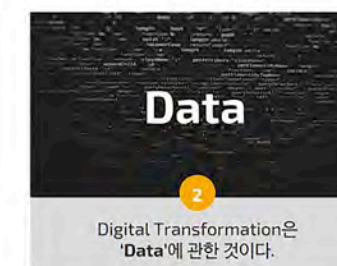 Data
2
Digital Transformation은
'Data'에 관한 것이다.